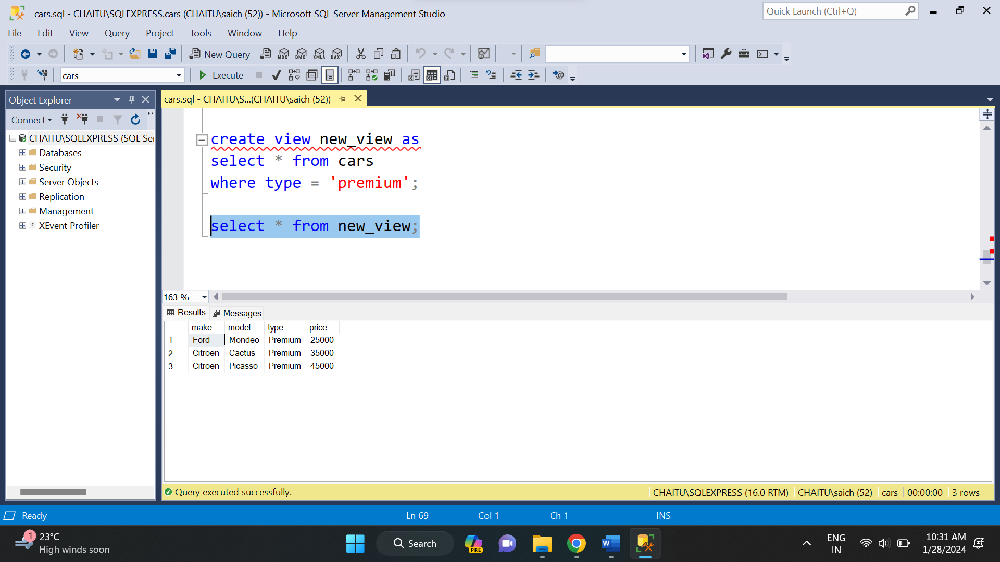 cars.sql - CHAITU\SQLEXPRESS.cars (CHAITU\saich (52)) - Microsoft SQL Server Management Studio
Quick Launch (Ctrl+Q)
File Edit View Query Project Tools Window Help
New Query MDX DMX XMLA DAX
cars Execute
Object Explorer
cars.sql - CHAITU\S...(CHAITU\saich (52))
Connect
CHAITU\SQLEXPRESS (SQL Ser
Databases
Security
Server Objects
Replication
Management
XEvent Profiler
create view new_view as
select * from cars
where type = 'premium';
select * from new_view;
163 %
Results Messages
make model type price
1 Ford Mondeo Premium 25000
2 Citroen Cactus Premium 35000
3 Citroen Picasso Premium 45000
Query executed successfully. CHAITU\SQLEXPRESS (16.0 RTM) CHAITU\saich (52) cars 00:00:00 3 rows
Ready Ln 69 Col 1 Ch 1 INS
1 23°C
High winds soon
Search
PRE
W
ENG
IN
10:31 AM
1/28/2024